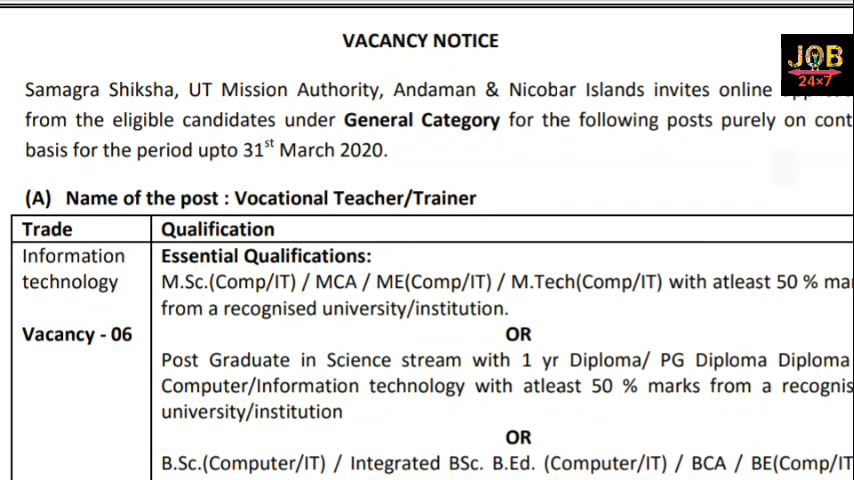 VACANCY NOTICE
JOB
24×7
Samagra Shiksha, UT Mission Authority, Andaman & Nicobar Islands invites online
from the eligible candidates under General Category for the following posts purely on cont
basis for the period upto 31st March 2020.
(A) Name of the post : Vocational Teacher/Trainer
Trade
Qualification
Information
technology
Vacancy - 06
Essential Qualifications:
M.Sc.(Comp/IT) / MCA / ME(Comp/IT) / M.Tech(Comp/IT) with atleast 50 % mar
from a recognised university/institution.
OR
Post Graduate in Science stream with 1 yr Diploma/ PG Diploma Diploma
Computer/Information technology with atleast 50 % marks from a recognis
university/institution
OR
B.Sc.(Computer/IT) / Integrated BSc. B.Ed. (Computer/IT) / BCA / BE(Comp/IT